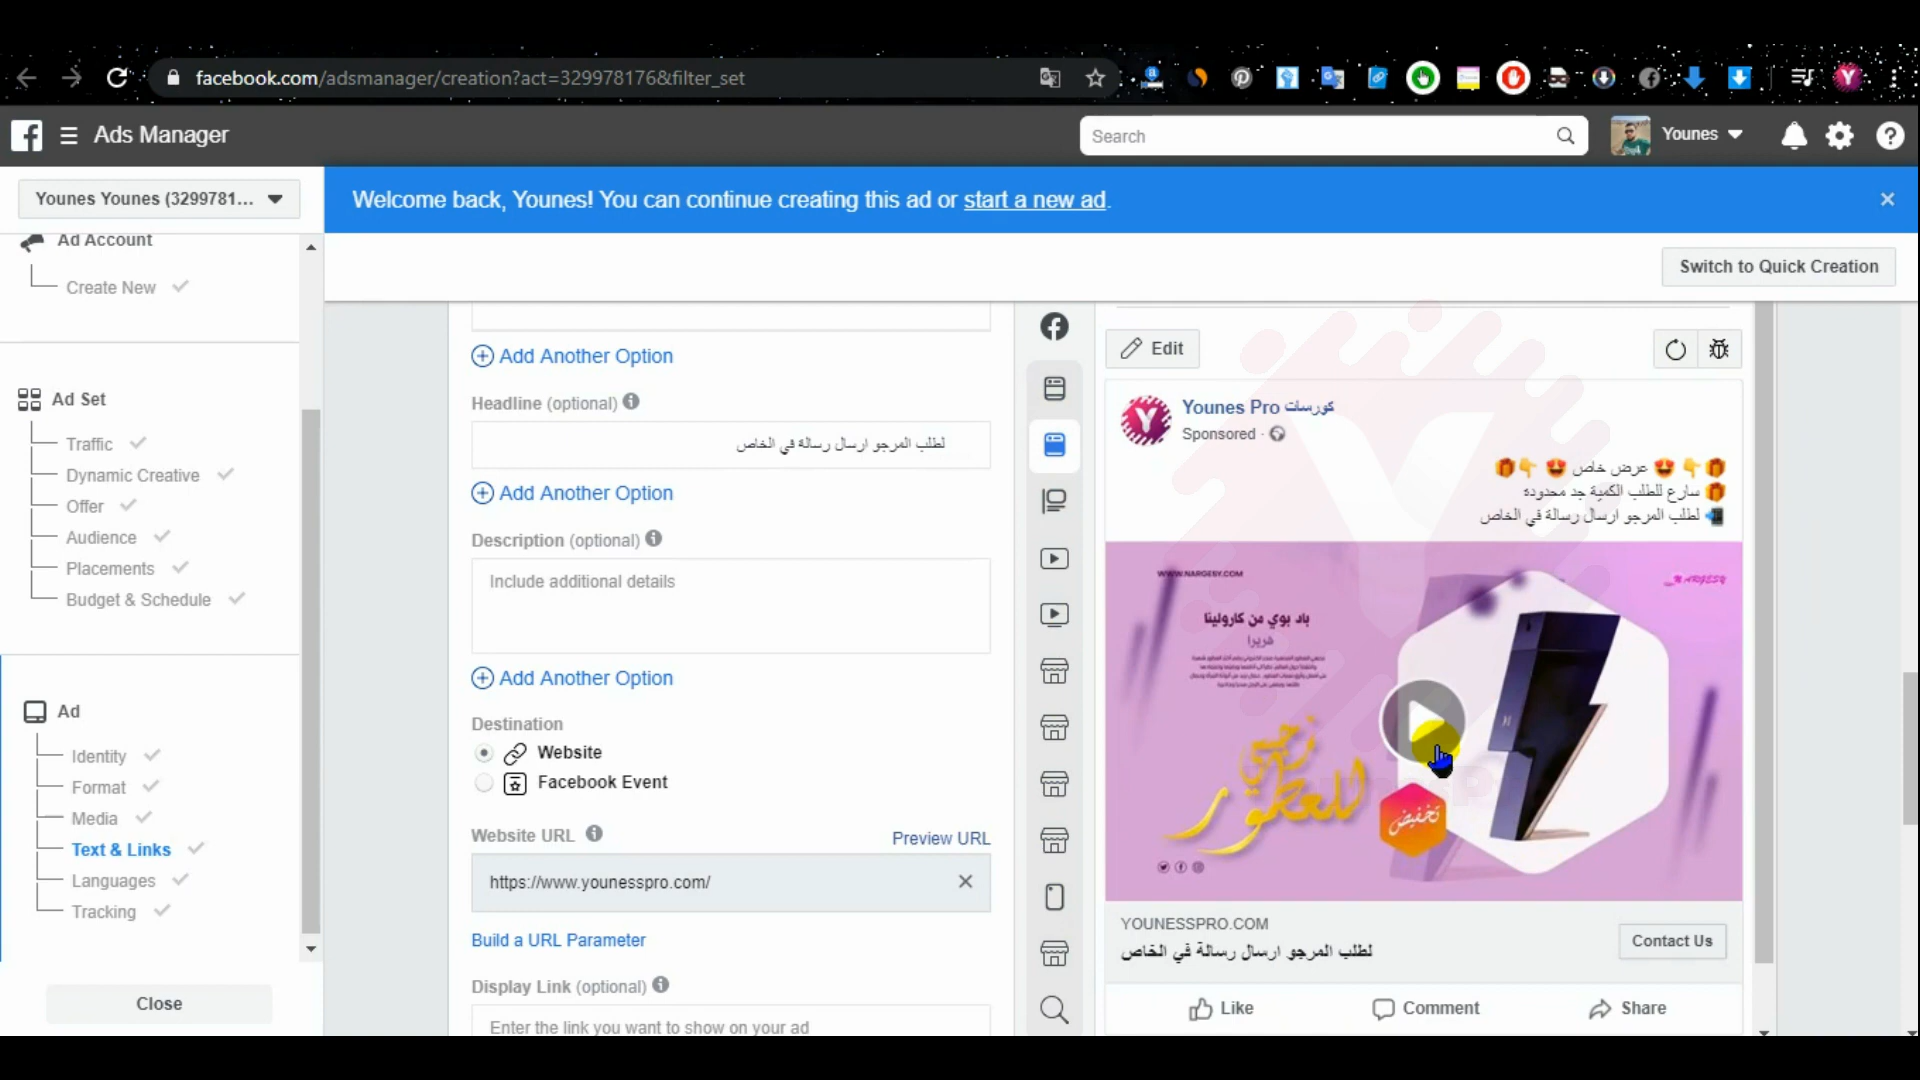 facebook.com/adsmanager/creation?act=329978176&filter_set
Ads Manager
Search
Younes
Younes Younes (3299781...
Welcome back, Younes! You can continue creating this ad or start a new ad.
Switch to Quick Creation
Ad Account
Create New
Ad Set
Traffic
Dynamic Creative
Offer
Audience
Placements
Budget & Schedule
Ad
Identity
Format
Media
Text & Links
Languages
Tracking
Close
Add Another Option
Headline (optional)
لطلب المرجو ارسال رسالة في الخاص
Add Another Option
Description (optional)
Include additional details
Add Another Option
Destination
Website
Facebook Event
Website URL
Preview URL
https://www.younesspro.com/
Build a URL Parameter
Display Link (optional)
Enter the link you want to show on your ad
Edit
Younes Pro كورسات
Sponsored
🎁👇😍 عرض خاص 😍👇🎁
🎁 سارع للطلب الكمية جد محدودة
📲 لطلب المرجو ارسال رسالة في الخاص
WWW.NARGESY.COM
NARGESY
باد بوي من كارولينا
هريرا
نرجسي
للعطور
تخفيض
YOUNESSPRO.COM
لطلب المرجو ارسال رسالة في الخاص
Contact Us
Like
Comment
Share